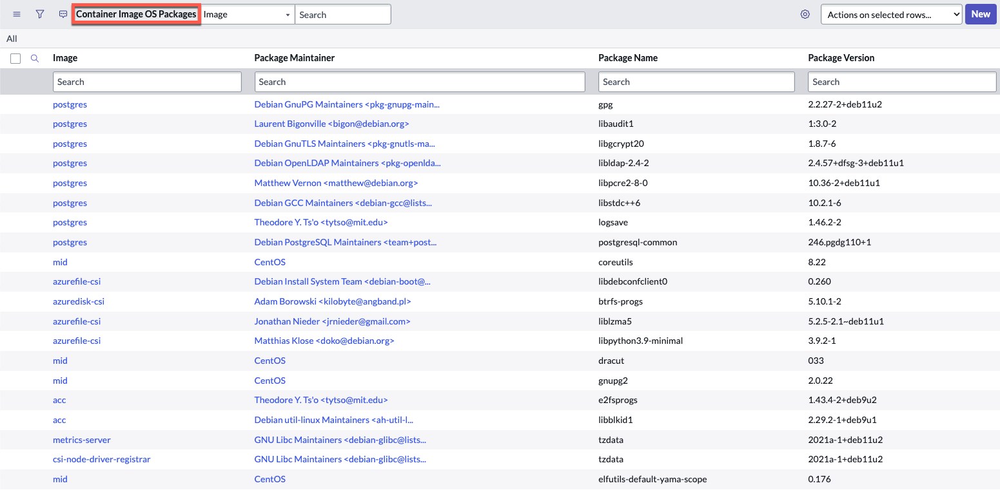 Container Image OS Packages Image Search Actions on selected rows... New
All
Image Package Maintainer Package Name Package Version
Search Search Search Search
postgres Debian GnuPG Maintainers <pkg-gnupg-main... gpg 2.2.27-2+deb11u2
postgres Laurent Bigonville <bigon@debian.org> libaudit1 1:3.0-2
postgres Debian GnuTLS Maintainers <pkg-gnutls-ma... libgcrypt20 1.8.7-6
postgres Debian OpenLDAP Maintainers <pkg-openlda... libldap-2.4-2 2.4.57+dfsg-3+deb11u1
postgres Matthew Vernon <matthew@debian.org> libpcre2-8-0 10.36-2+deb11u1
postgres Debian GCC Maintainers <debian-gcc@lists... libstdc++6 10.2.1-6
postgres Theodore Y. Ts'o <tytso@mit.edu> logsave 1.46.2-2
postgres Debian PostgreSQL Maintainers <team+post... postgresql-common 246.pgdg110+1
mid CentOS coreutils 8.22
azurefile-csi Debian Install System Team <debian-boot@... libdebconfclient0 0.260
azuredisk-csi Adam Borowski <kilobyte@angband.pl> btrfs-progs 5.10.1-2
azurefile-csi Jonathan Nieder <jrnieder@gmail.com> liblzma5 5.2.5-2.1~deb11u1
azurefile-csi Matthias Klose <doko@debian.org> libpython3.9-minimal 3.9.2-1
mid CentOS dracut 033
mid CentOS gnupg2 2.0.22
acc Theodore Y. Ts'o <tytso@mit.edu> e2fsprogs 1.43.4-2+deb9u2
acc Debian util-linux Maintainers <ah-util-l... libblkid1 2.29.2-1+deb9u1
metrics-server GNU Libc Maintainers <debian-glibc@lists... tzdata 2021a-1+deb11u2
csi-node-driver-registrar GNU Libc Maintainers <debian-glibc@lists... tzdata 2021a-1+deb11u2
mid CentOS elfutils-default-yama-scope 0.176